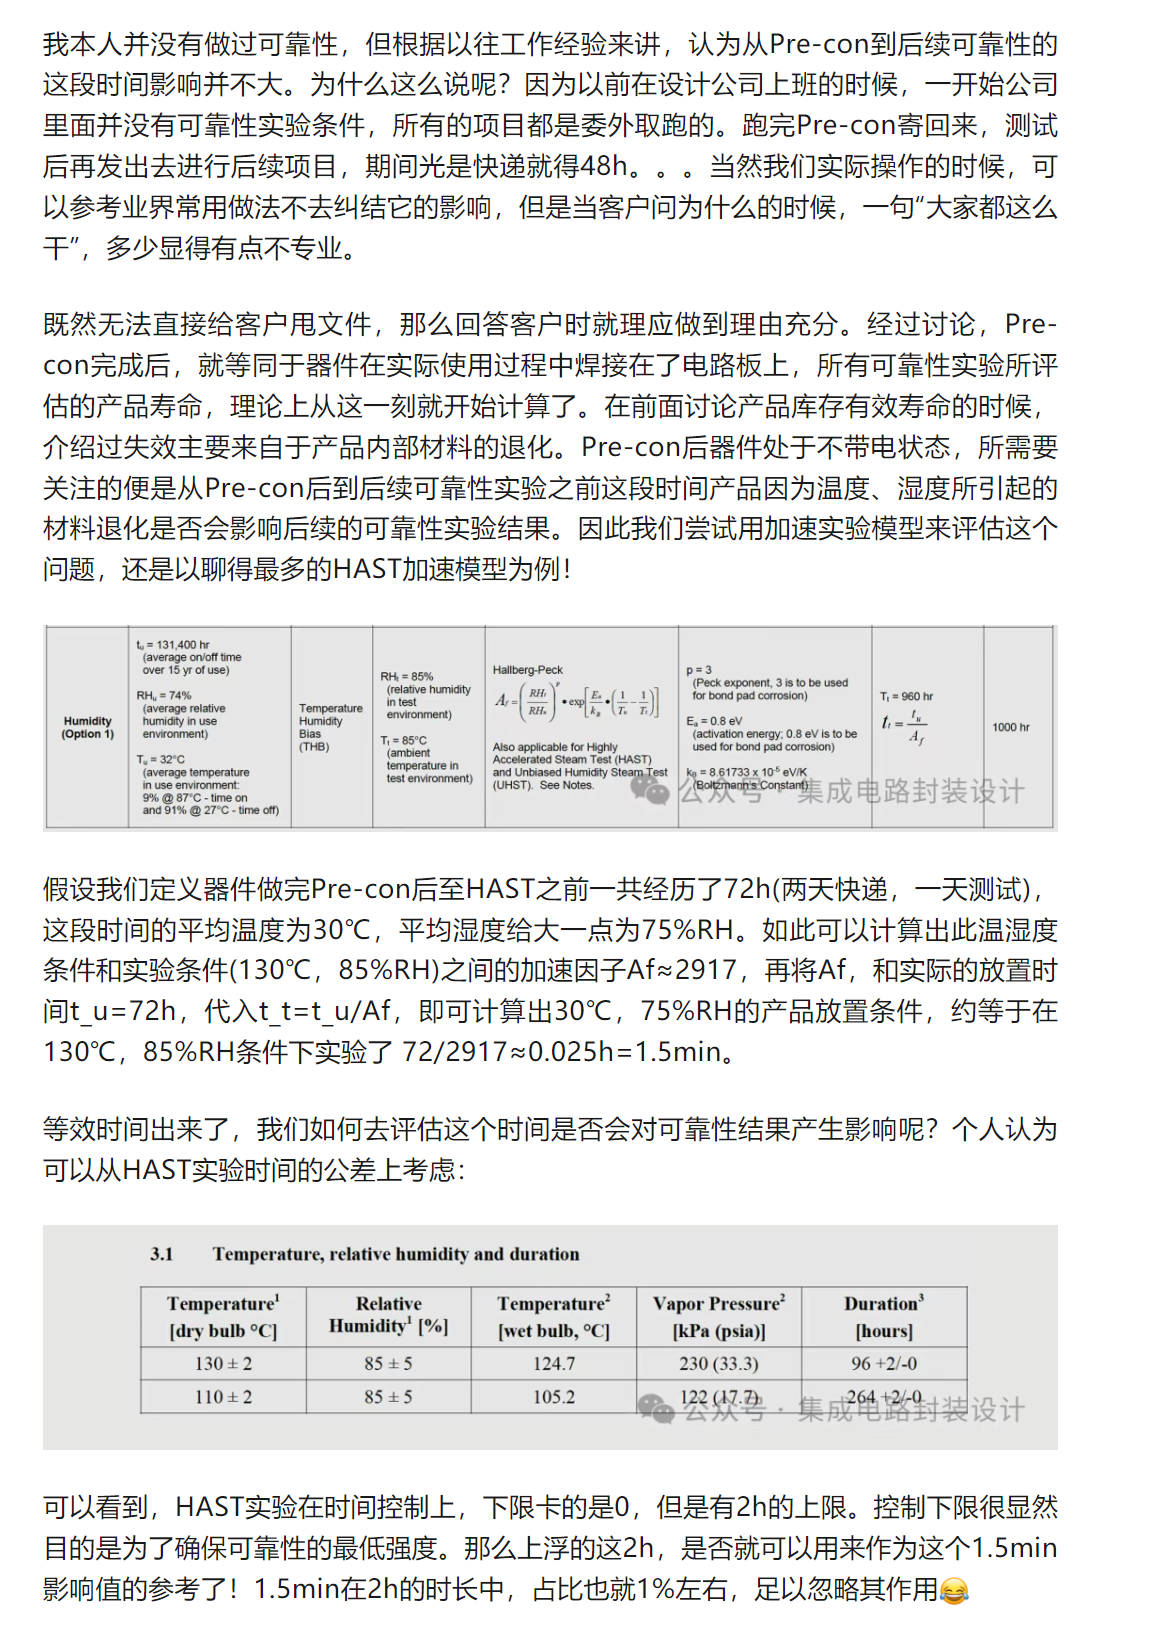 我本人并没有做过可靠性，但根据以往工作经验来讲，认为从Pre-con到后续可靠性的
这段时间影响并不大。为什么这么说呢？因为以前在设计公司上班的时候，一开始公司
里面并没有可靠性实验条件，所有的项目都是委外取跑的。跑完Pre-con寄回来，测试
后再发出去进行后续项目，期间光是快递就得48h。。。当然我们实际操作的时候，可
以参考业界常用做法不去纠结它的影响，但是当客户问为什么的时候，一句“大家都这么
干”，多少显得有点不专业。
既然无法直接给客户甩文件，那么回答客户时就理应做到理由充分。经过讨论，Pre-
con完成后，就等同于器件在实际使用过程中焊接在了电路板上，所有可靠性实验所评
估的产品寿命，理论上从这一刻就开始计算了。在前面讨论产品库存有效寿命的时候，
介绍过失效主要来自于产品内部材料的退化。Pre-con后器件处于不带电状态，所需要
关注的便是从Pre-con后到后续可靠性实验之前这段时间产品因为温度、湿度所引起的
材料退化是否会影响后续的可靠性实验结果。因此我们尝试用加速实验模型来评估这个
问题，还是以聊得最多的HAST加速模型为例！
Humidity
(Option 1)
tᵤ = 131,400 hr
(average on/off time
over 15 yr of use)
RHᵤ = 74%
(average relative
humidity in use
environment)
Tᵤ = 32°C
(average temperature
in use environment:
9% @ 87°C - time on
and 91% @ 27°C - time off)
Temperature
Humidity
Bias
(THB)
RHₜ = 85%
(relative humidity
in test
environment)
Tₜ = 85°C
(ambient
temperature in
test environment)
Hallberg-Peck
A_f = (RH_t / RH_u)^p • exp[E_a / k_B • (1/T_u - 1/T_t)]
Also applicable for Highly
Accelerated Steam Test (HAST)
and Unbiased Humidity Steam Test
(UHST). See Notes.
p = 3
(Peck exponent, 3 is to be used
for bond pad corrosion)
Eₐ = 0.8 eV
(activation energy; 0.8 eV is to be
used for bond pad corrosion)
k_B = 8.61733 x 10⁻⁵ eV/K
(Boltzmann's Constant)
Tₜ = 960 hr
t_t = t_u / A_f
1000 hr
公众号 · 集成电路封装设计
假设我们定义器件做完Pre-con后至HAST之前一共经历了72h(两天快递，一天测试)，
这段时间的平均温度为30℃，平均湿度给大一点为75%RH。如此可以计算出此温湿度
条件和实验条件(130℃，85%RH)之间的加速因子Af≈2917，再将Af，和实际的放置时
间t_u=72h，代入t_t=t_u/Af，即可计算出30℃，75%RH的产品放置条件，约等于在
130℃，85%RH条件下实验了 72/2917≈0.025h=1.5min。
等效时间出来了，我们如何去评估这个时间是否会对可靠性结果产生影响呢？个人认为
可以从HAST实验时间的公差上考虑：
3.1 Temperature, relative humidity and duration
Temperature¹ [dry bulb °C] Relative Humidity¹ [%] Temperature² [wet bulb, °C] Vapor Pressure² [kPa (psia)] Duration³ [hours]
130 ± 2 85 ± 5 124.7 230 (33.3) 96 +2/-0
110 ± 2 85 ± 5 105.2 122 (17.7) 264 +2/-0
公众号 · 集成电路封装设计
可以看到，HAST实验在时间控制上，下限卡的是0，但是有2h的上限。控制下限很显然
目的是为了确保可靠性的最低强度。那么上浮的这2h，是否就可以用来作为这个1.5min
影响值的参考了！1.5min在2h的时长中，占比也就1%左右，足以忽略其作用😂